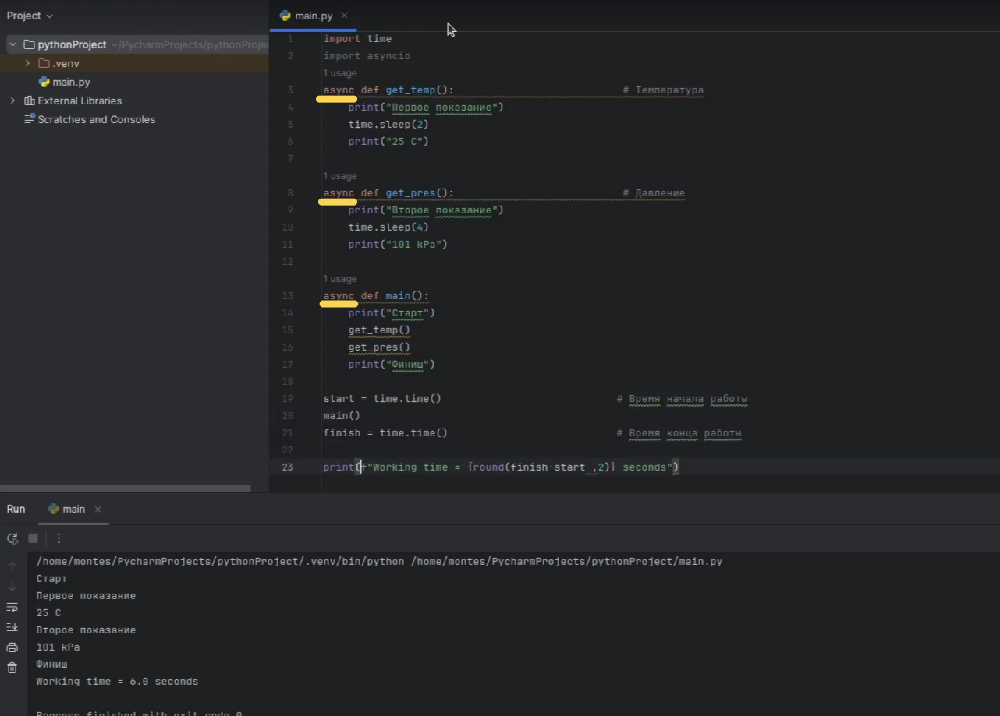 Project
main.py
pythonProject ~/PycharmProjects/pythonProje
.venv
main.py
External Libraries
Scratches and Consoles
1 import time
2 import asyncio
1 usage
3 async def get_temp(): # Температура
4 print("Первое показание")
5 time.sleep(2)
6 print("25 C")
7
1 usage
8 async def get_pres(): # Давление
9 print("Второе показание")
10 time.sleep(4)
11 print("101 kPa")
12
1 usage
13 async def main():
14 print("Старт")
15 get_temp()
16 get_pres()
17 print("Финиш")
18
19 start = time.time() # Время начала работы
20 main()
21 finish = time.time() # Время конца работы
22
23 print(f"Working time = {round(finish-start ,2)} seconds")
Run main
/home/montes/PycharmProjects/pythonProject/.venv/bin/python /home/montes/PycharmProjects/pythonProject/main.py
Старт
Первое показание
25 C
Второе показание
101 kPa
Финиш
Working time = 6.0 seconds
Process finished with exit code 0